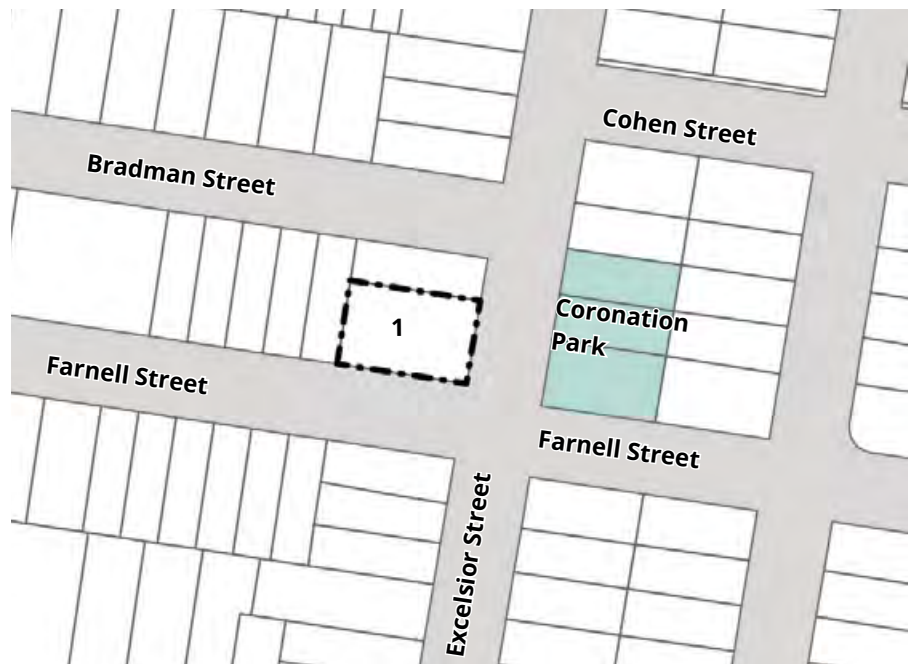 Cohen Street
Bradman Street
1
Coronation
Park
Farnell Street
Farnell Street
Excelsior Street